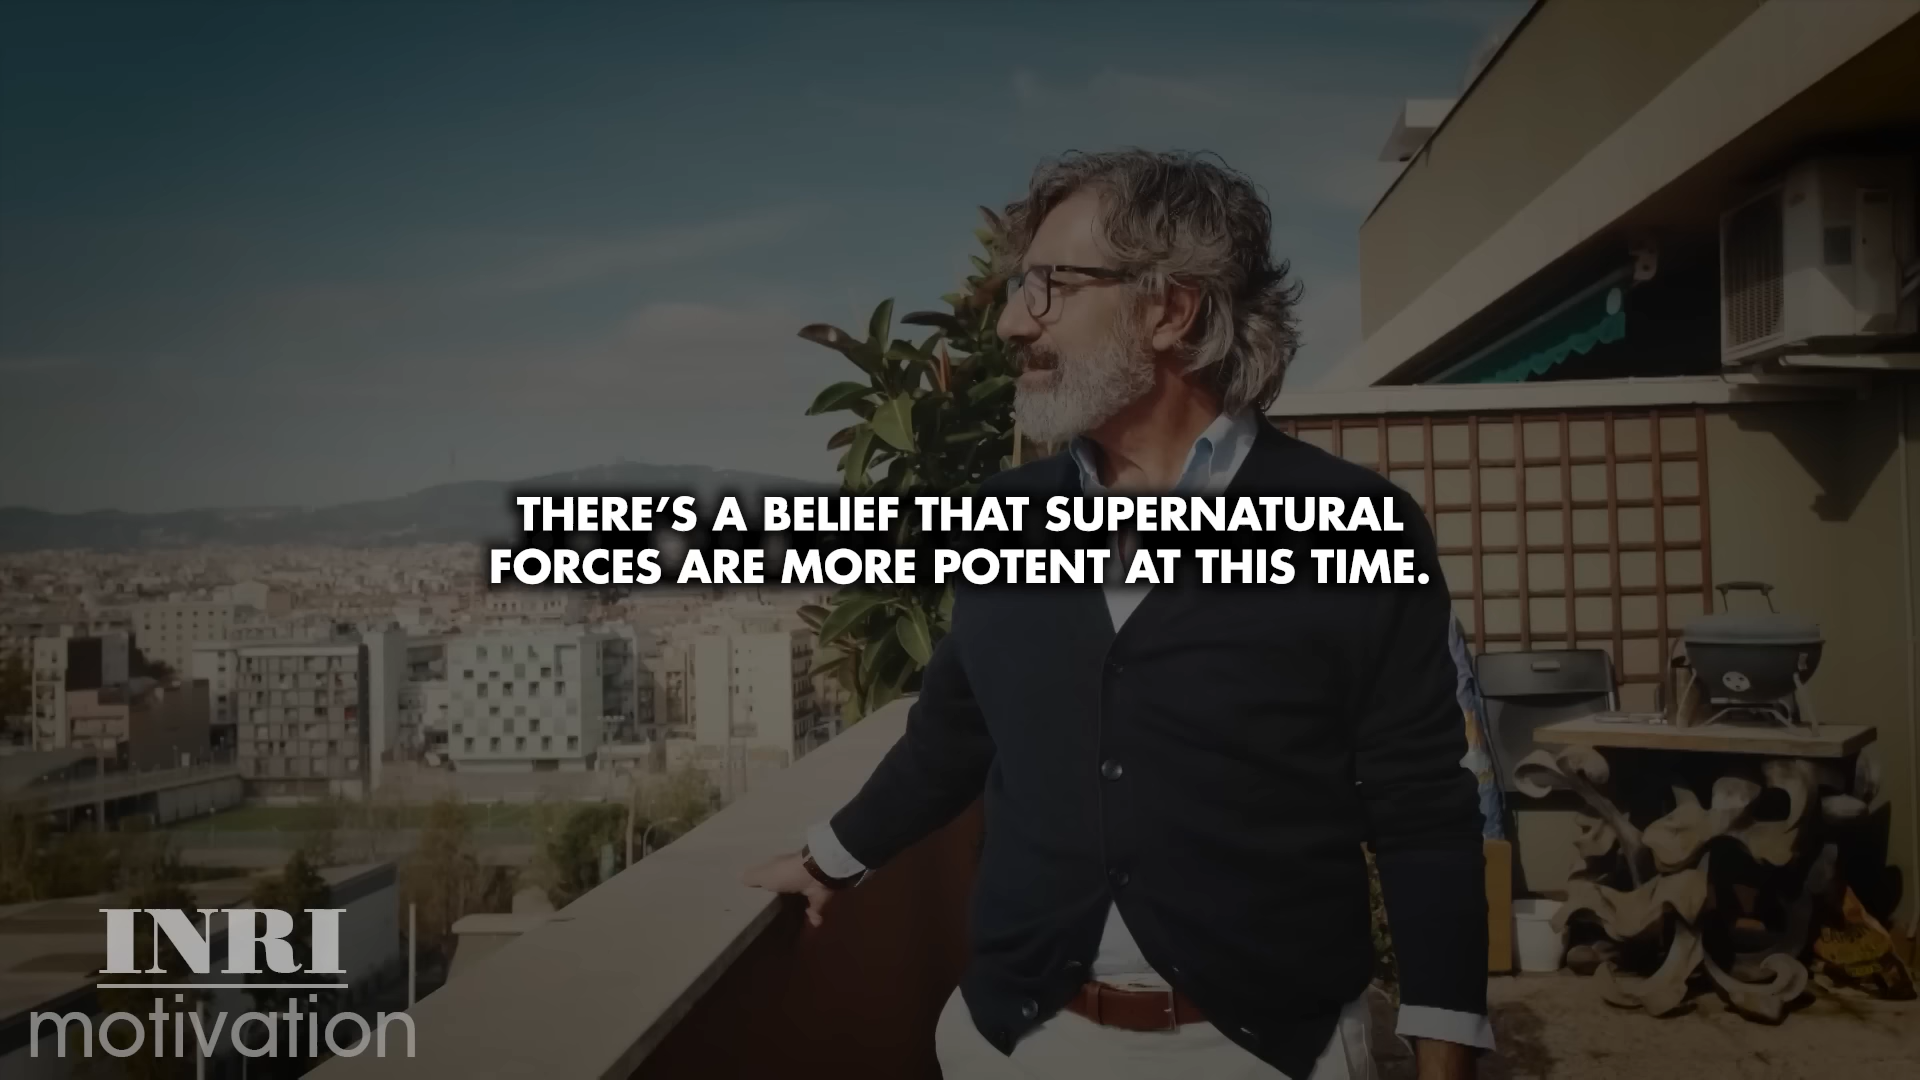 THERE’S A BELIEF THAT SUPERNATURAL
FORCES ARE MORE POTENT AT THIS TIME.
INRI
motivation